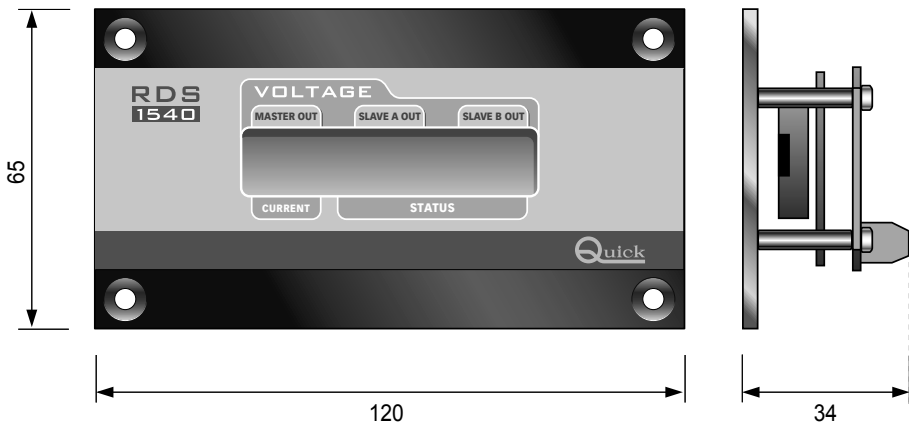 RDS
1540
VOLTAGE
MASTER OUT
SLAVE A OUT
SLAVE B OUT
CURRENT
STATUS
Quick
65
120
34